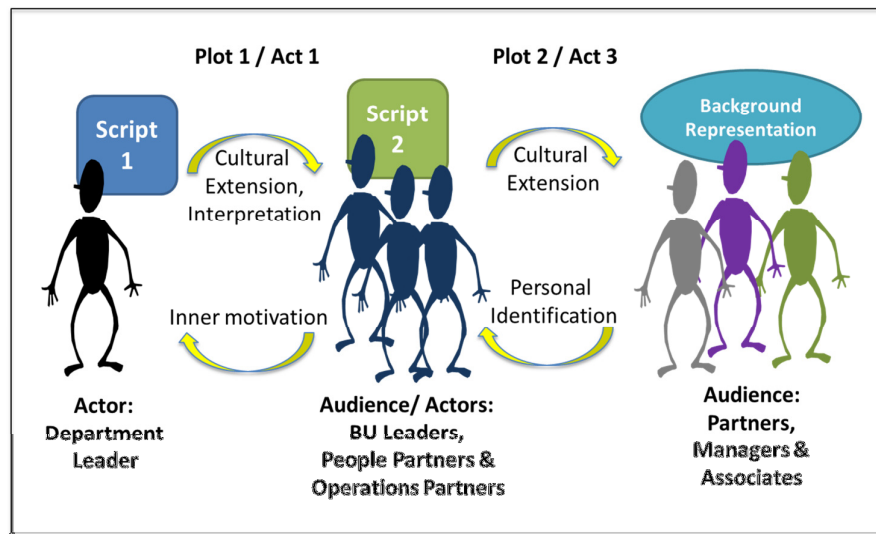 Plot 1 / Act 1
Plot 2 / Act 3
Script
1
Script
2
Background
Representation
Cultural
Extension,
Interpretation
Cultural
Extension
Inner motivation
Personal
Identification
Actor:
Department
Leader
Audience/ Actors:
BU Leaders,
People Partners &
Operations Partners
Audience:
Partners,
Managers &
Associates